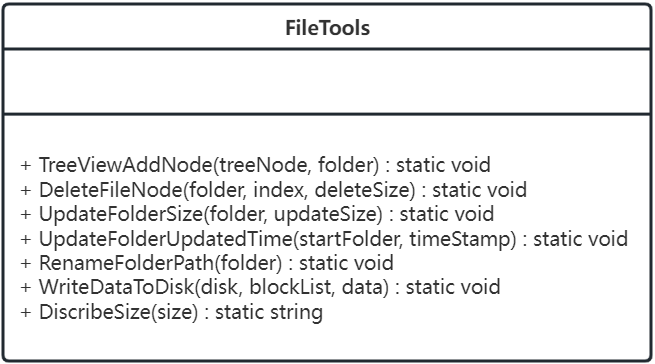 FileTools
+ TreeViewAddNode(treeNode, folder) : static void
+ DeleteFileNode(folder, index, deleteSize) : static void
+ UpdateFolderSize(folder, updateSize) : static void
+ UpdateFolderUpdatedTime(startFolder, timeStamp) : static void
+ RenameFolderPath(folder) : static void
+ WriteDataToDisk(disk, blockList, data) : static void
+ DiscribeSize(size) : static string